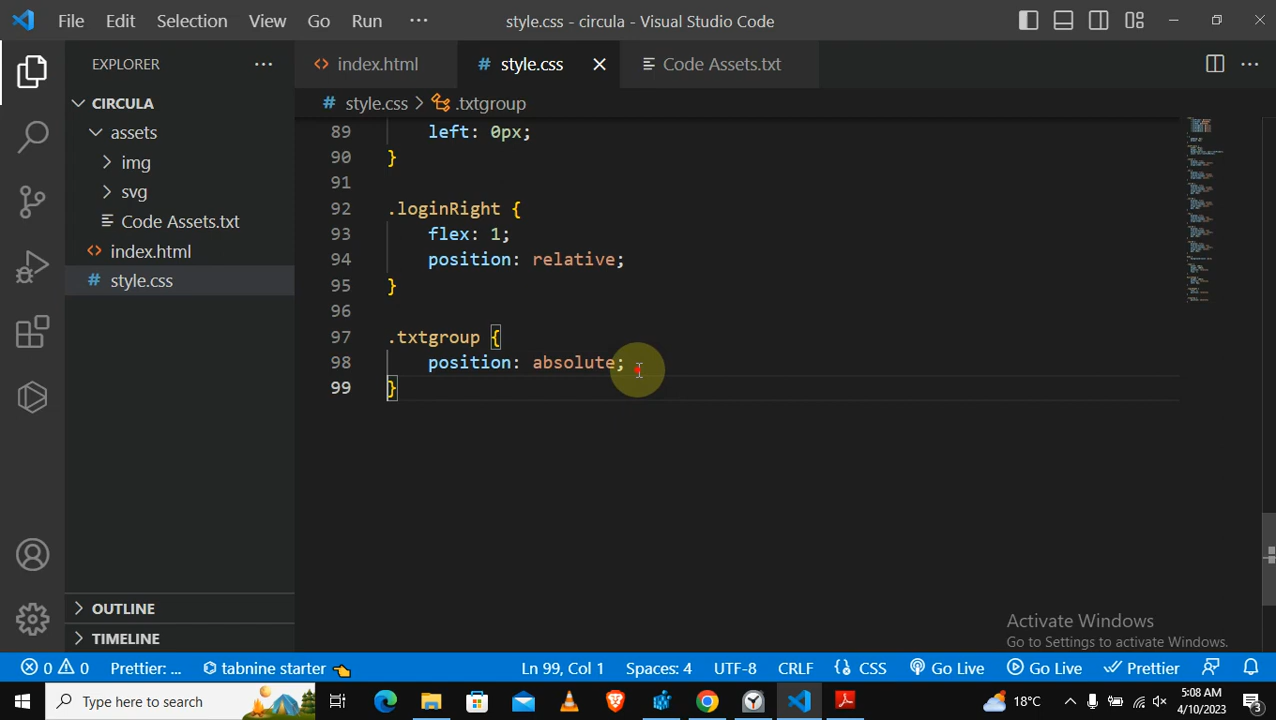 File Edit Selection View Go Run ··· style.css - circula - Visual Studio Code
EXPLORER ···
index.html # style.css Code Assets.txt ···
CIRCULA
# style.css > .txtgroup
assets
img
svg
Code Assets.txt
index.html
# style.css
OUTLINE
TIMELINE
89 left: 0px;
90 }
91
92 .loginRight {
93 flex: 1;
94 position: relative;
95 }
96
97 .txtgroup {
98 position: absolute;
99 }
Activate Windows
Go to Settings to activate Windows.
0 0 Prettier: ... tabnine starter Ln 99, Col 1 Spaces: 4 UTF-8 CRLF {} CSS Go Live Go Live Prettier
Type here to search 18°C 5:08 AM
4/10/2023 3